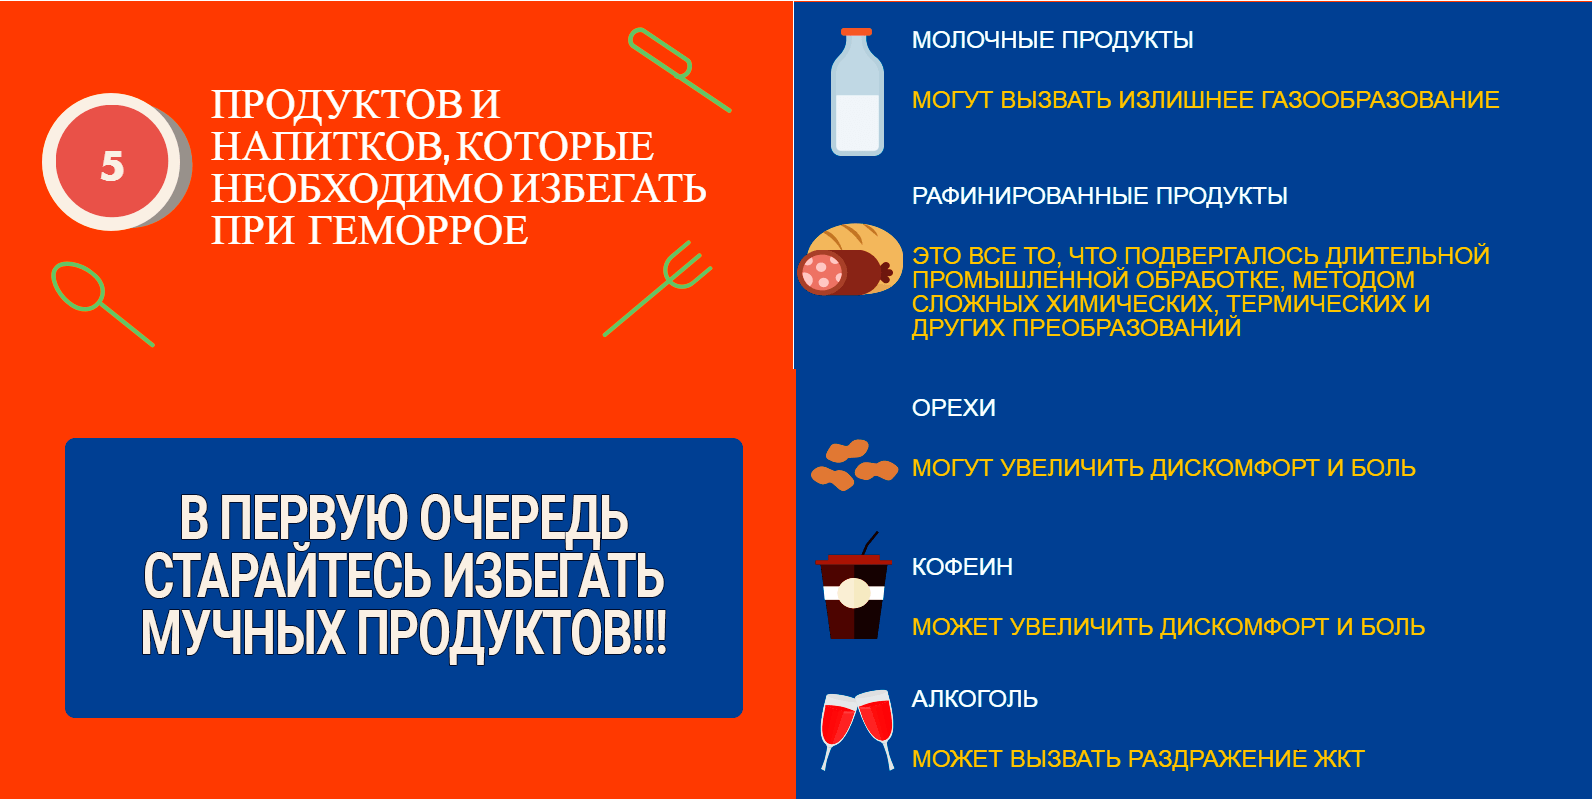 5
ПРОДУКТОВ И
НАПИТКОВ, КОТОРЫЕ
НЕОБХОДИМО ИЗБЕГАТЬ
ПРИ ГЕМОРРОЕ
В ПЕРВУЮ ОЧЕРЕДЬ
СТАРАЙТЕСЬ ИЗБЕГАТЬ
МУЧНЫХ ПРОДУКТОВ!!!
МОЛОЧНЫЕ ПРОДУКТЫ
МОГУТ ВЫЗВАТЬ ИЗЛИШНЕЕ ГАЗООБРАЗОВАНИЕ
РАФИНИРОВАННЫЕ ПРОДУКТЫ
ЭТО ВСЕ ТО, ЧТО ПОДВЕРГАЛОСЬ ДЛИТЕЛЬНОЙ
ПРОМЫШЛЕННОЙ ОБРАБОТКЕ, МЕТОДОМ
СЛОЖНЫХ ХИМИЧЕСКИХ, ТЕРМИЧЕСКИХ И
ДРУГИХ ПРЕОБРАЗОВАНИЙ
ОРЕХИ
МОГУТ УВЕЛИЧИТЬ ДИСКОМФОРТ И БОЛЬ
КОФЕИН
МОЖЕТ УВЕЛИЧИТЬ ДИСКОМФОРТ И БОЛЬ
АЛКОГОЛЬ
МОЖЕТ ВЫЗВАТЬ РАЗДРАЖЕНИЕ ЖКТ